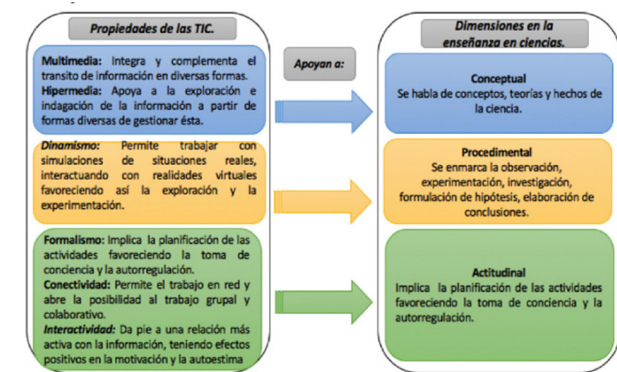 Propiedades de las TIC.
Multimedia: Integra y complementa el
transito de información en diversas formas.
Hipermedia: Apoya a la exploración e
indagación de la información a partir de
formas diversas de gestionar ésta.
Dinamismo: Permite trabajar con
simulaciones de situaciones reales,
interactuando con realidades virtuales
favoreciendo así la exploración y la
experimentación.
Formalismo: Implica la planificación de las
actividades favoreciendo la toma de
conciencia y la autorregulación.
Conectividad: Permite el trabajo en red y
abre la posibilidad al trabajo grupal y
colaborativo.
Interactividad: Da pie a una relación más
activa con la información, teniendo efectos
positivos en la motivación y la autoestima
Apoyan a:
Dimensiones en la
enseñanza en ciencias.
Conceptual
Se habla de conceptos, teorías y hechos de
la ciencia.
Procedimental
Se enmarca la observación,
experimentación, investigación,
formulación de hipótesis, elaboración de
conclusiones.
Actitudinal
Implica la planificación de las actividades
favoreciendo la toma de conciencia y la
autorregulación.